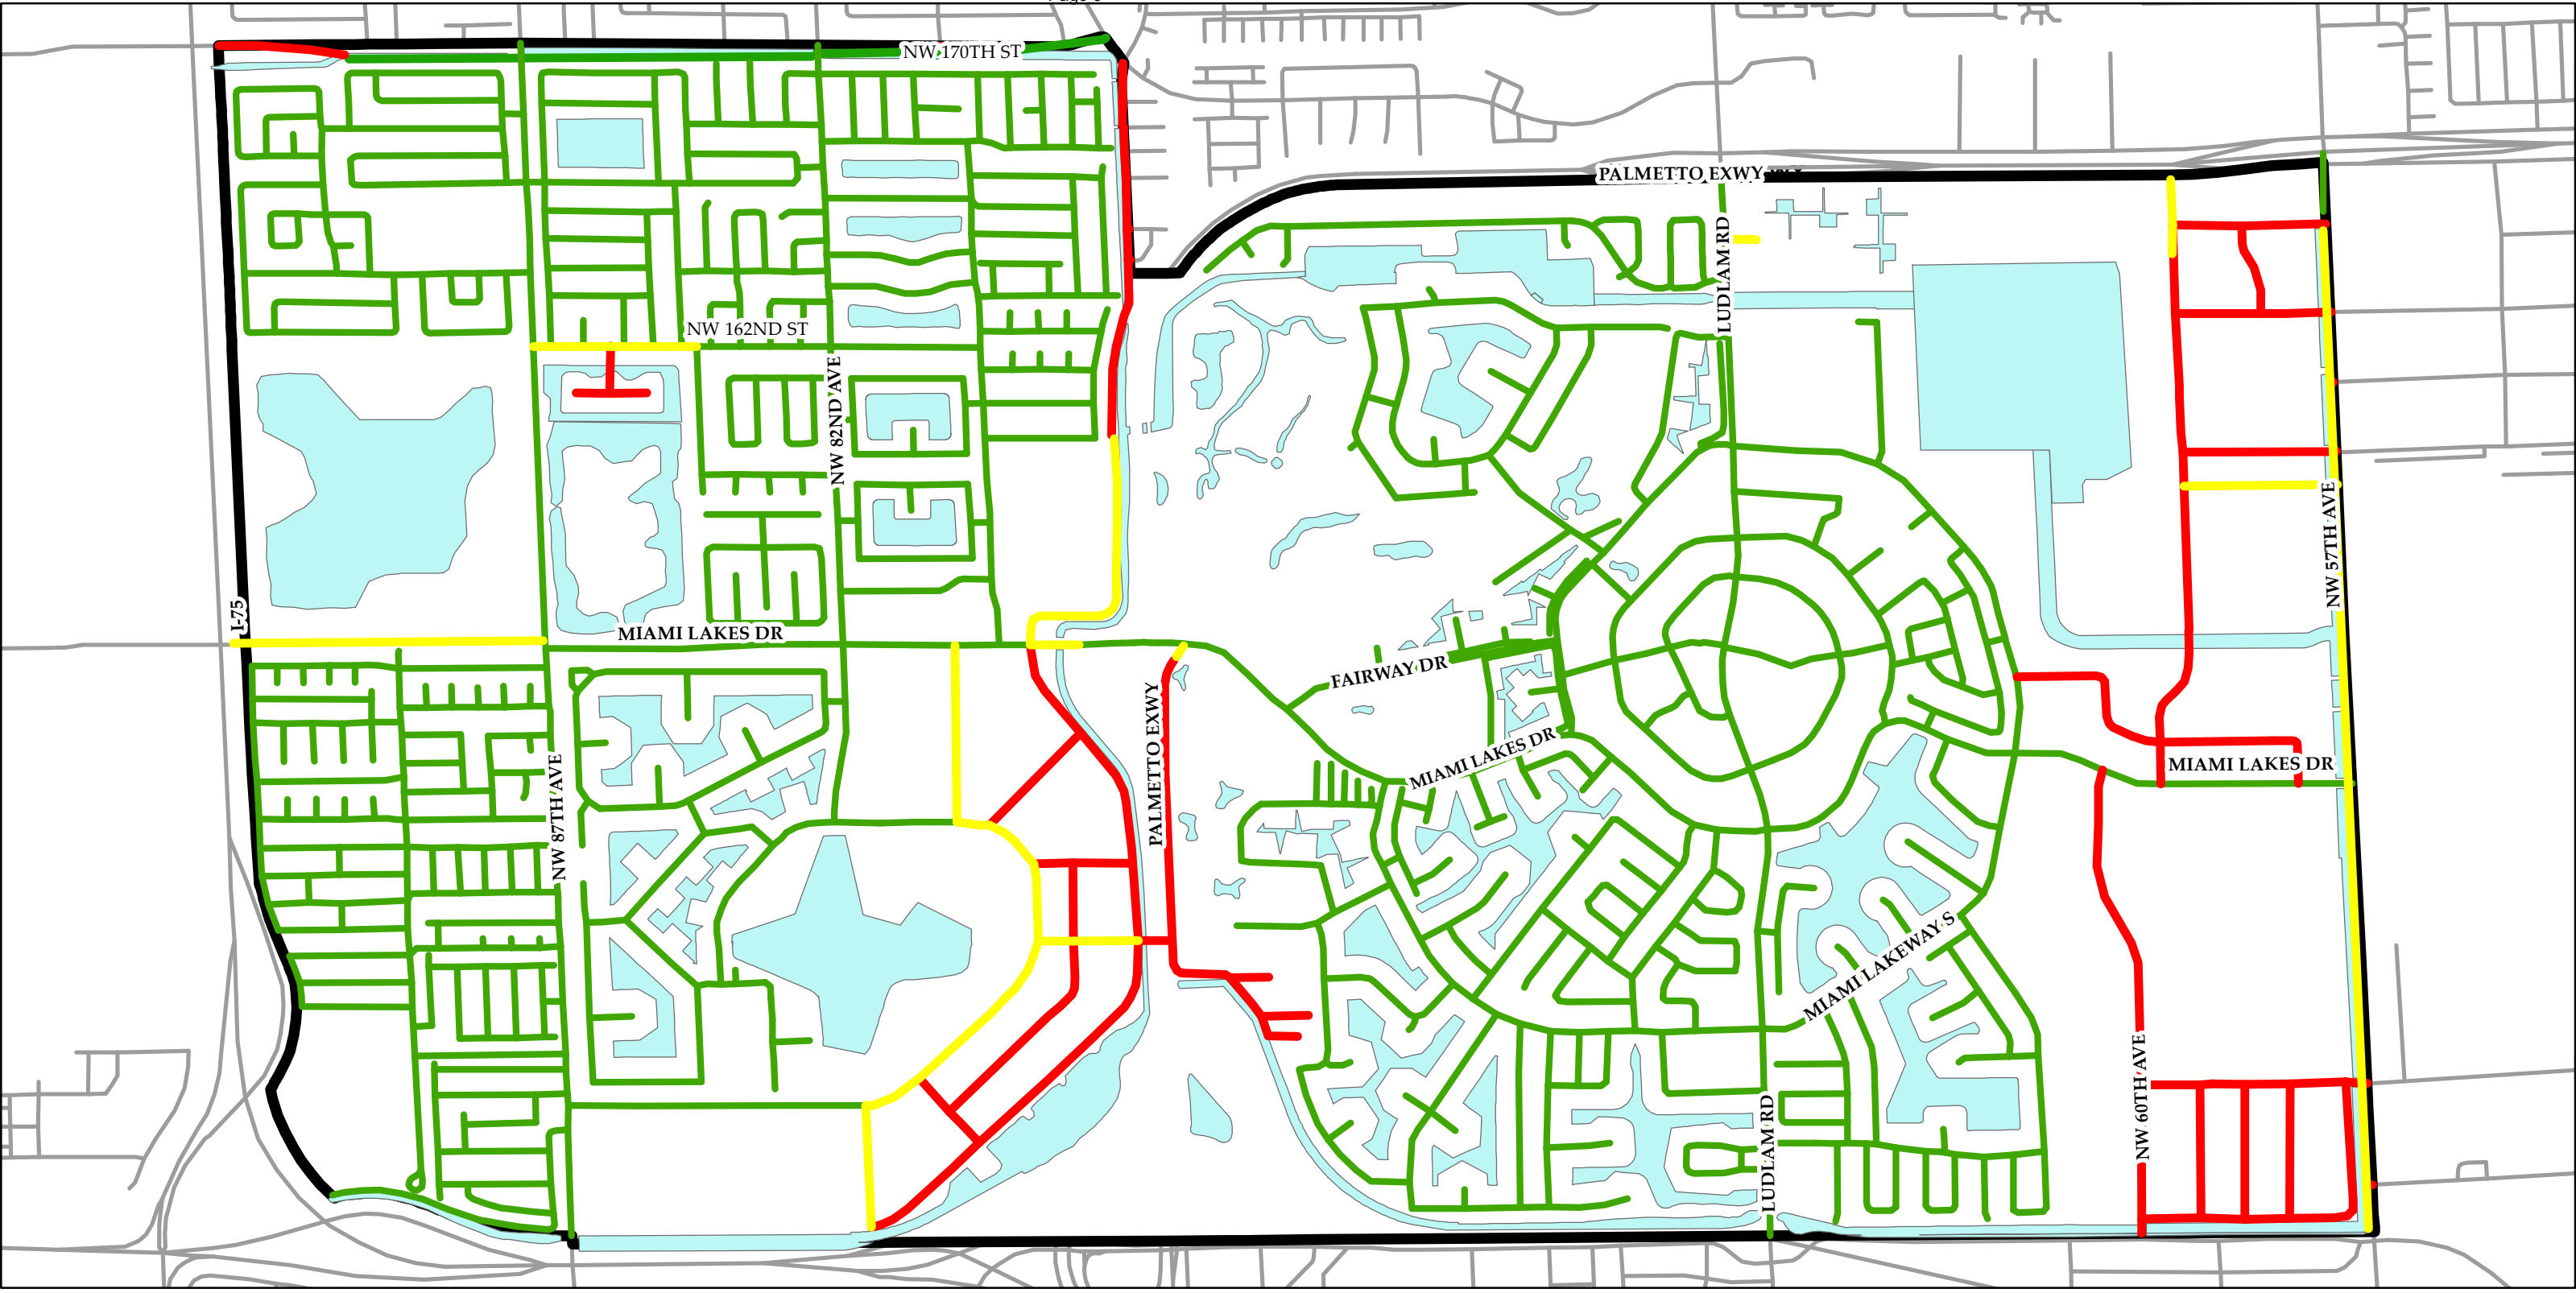 NW 170TH ST
PALMETTO EXWY
LUDLAM RD
NW 162ND ST
NW 82ND AVE
NW 57TH AVE
I-75
MIAMI LAKES DR
FAIRWAY DR
PALMETTO EXWY
MIAMI LAKES DR
MIAMI LAKES DR
NW 87TH AVE
MIAMI LAKEWAY S
NW 60TH AVE
LUDLAM RD